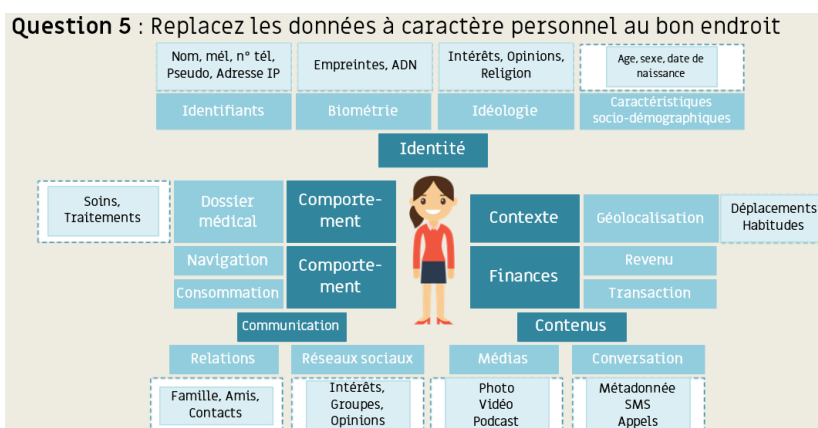 Question 5 : Replacez les données à caractère personnel au bon endroit
Nom, mél, n° tél,
Pseudo, Adresse IP
Empreintes, ADN
Intérêts, Opinions,
Religion
Age, sexe, date de
naissance
Identifiants
Biométrie
Idéologie
Caractéristiques
socio-démographiques
Identité
Soins,
Traitements
Dossier
médical
Comporte-
ment
Contexte
Géolocalisation
Déplacements
Habitudes
Navigation
Consommation
Comporte-
ment
Finances
Revenu
Transaction
Communication
Contenus
Relations
Réseaux sociaux
Médias
Conversation
Famille, Amis,
Contacts
Intérêts,
Groupes,
Opinions
Photo
Vidéo
Podcast
Métadonnée
SMS
Appels